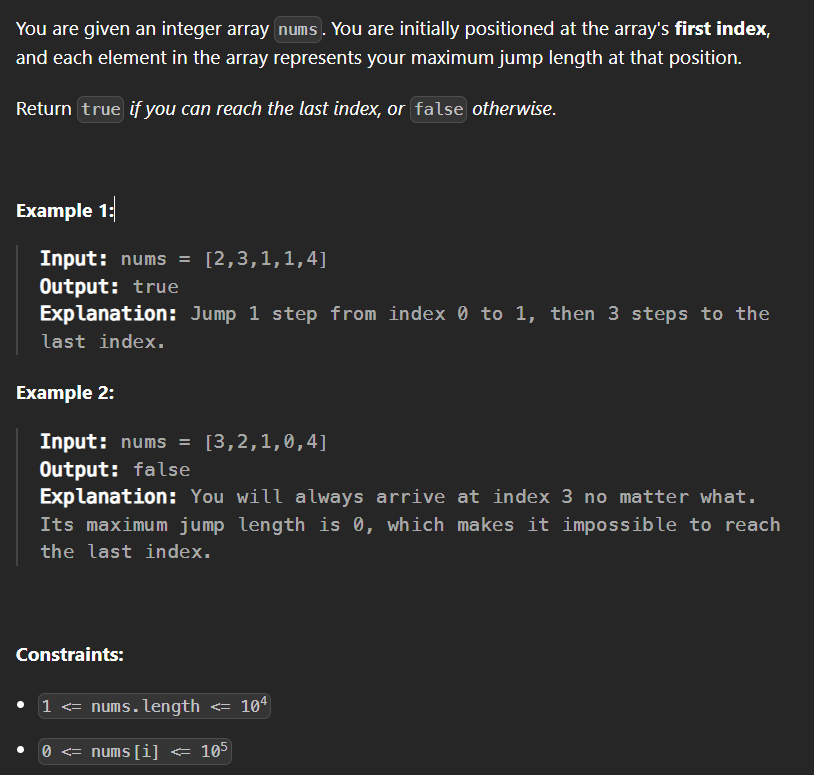 You are given an integer array nums. You are initially positioned at the array's first index,
and each element in the array represents your maximum jump length at that position.
Return true if you can reach the last index, or false otherwise.
Example 1:
Input: nums = [2,3,1,1,4]
Output: true
Explanation: Jump 1 step from index 0 to 1, then 3 steps to the
last index.
Example 2:
Input: nums = [3,2,1,0,4]
Output: false
Explanation: You will always arrive at index 3 no matter what.
Its maximum jump length is 0, which makes it impossible to reach
the last index.
Constraints:
• 1 <= nums.length <= 10⁴
• 0 <= nums[i] <= 10⁵